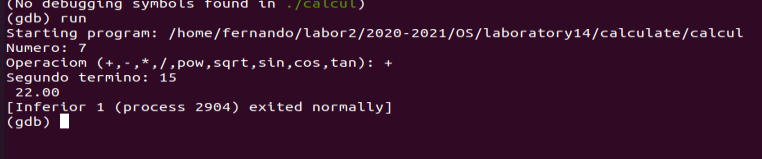 (No debugging symbols found in ./calcul)
(gdb) run
Starting program: /home/fernando/labor2/2020-2021/OS/laboratory14/calculate/calcul
Numero: 7
Operaciom (+,-,*,/,pow,sqrt,sin,cos,tan): +
Segundo termino: 15
 22.00
[Inferior 1 (process 2904) exited normally]
(gdb)